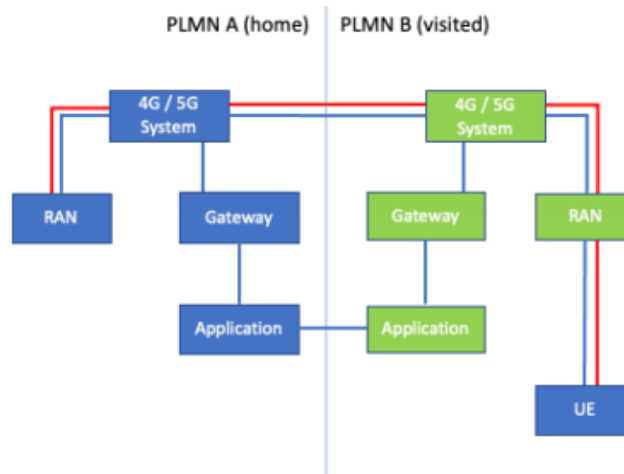 PLMN A (home)
PLMN B (visited)
4G / 5G
System
4G / 5G
System
RAN
Gateway
Gateway
RAN
Application
Application
UE